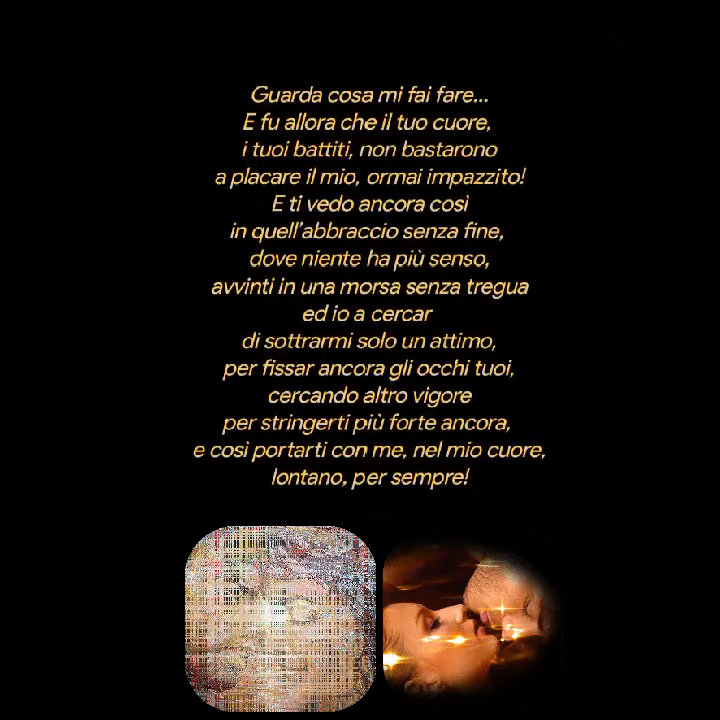 Guarda cosa mi fai fare...
E fu allora che il tuo cuore,
i tuoi battiti, non bastarono
a placare il mio, ormai impazzito!
E ti vedo ancora così
in quell'abbraccio senza fine,
dove niente ha più senso,
avvinti in una morsa senza tregua
ed io a cercar
di sottrarmi solo un attimo,
per fissar ancora gli occhi tuoi,
cercando altro vigore
per stringerti più forte ancora,
e così portarti con me, nel mio cuore,
lontano, per sempre!